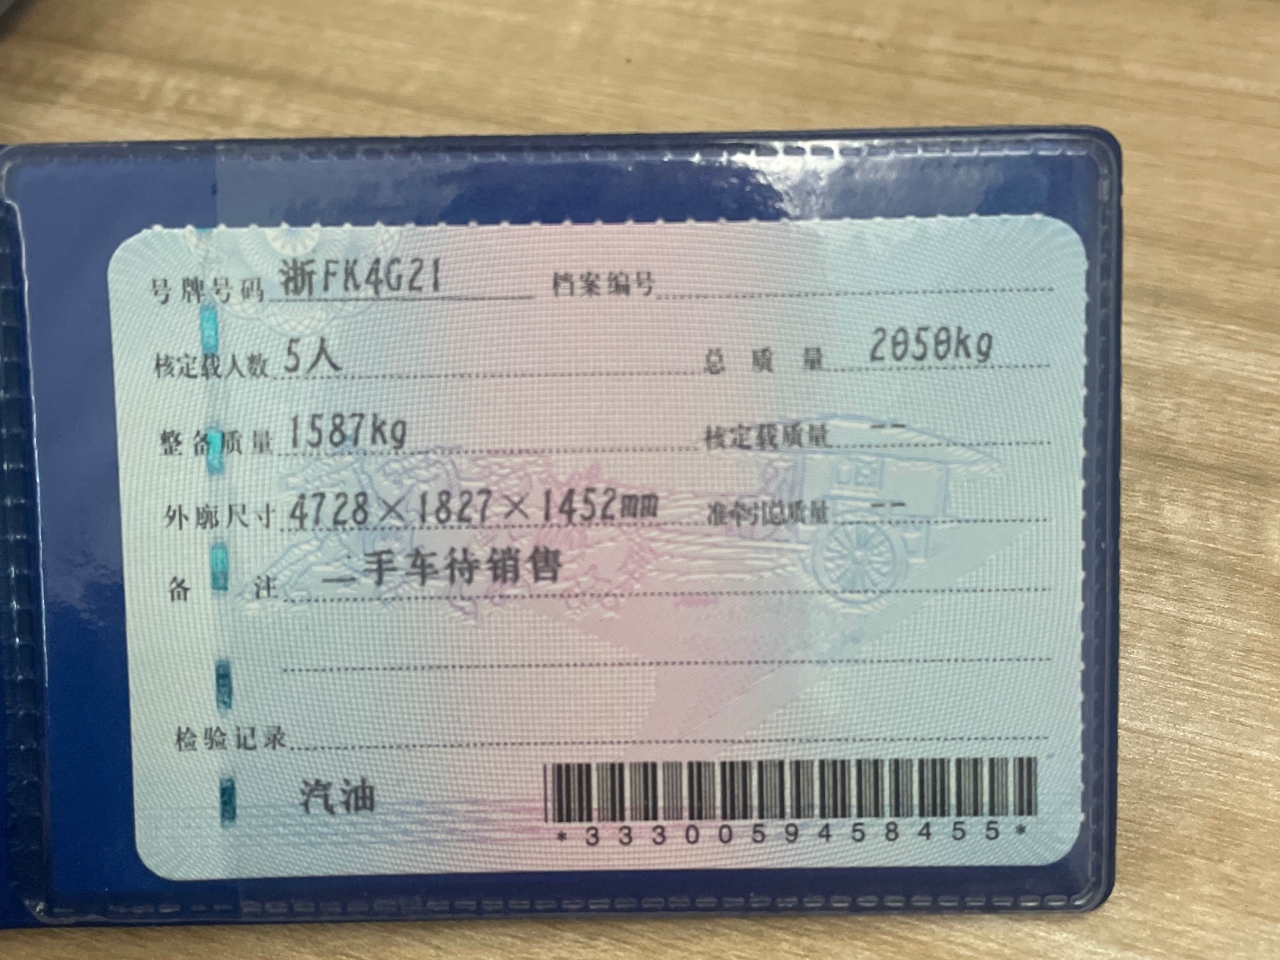 号牌号码 浙FK4G21 档案编号
核定载人数 5人 总质量 2050kg
整备质量 1587kg 核定载质量 --
外廓尺寸 4728×1827×1452mm 准牵引总质量 --
备注 二手车待销售
检验记录
汽油
*3330059458455*